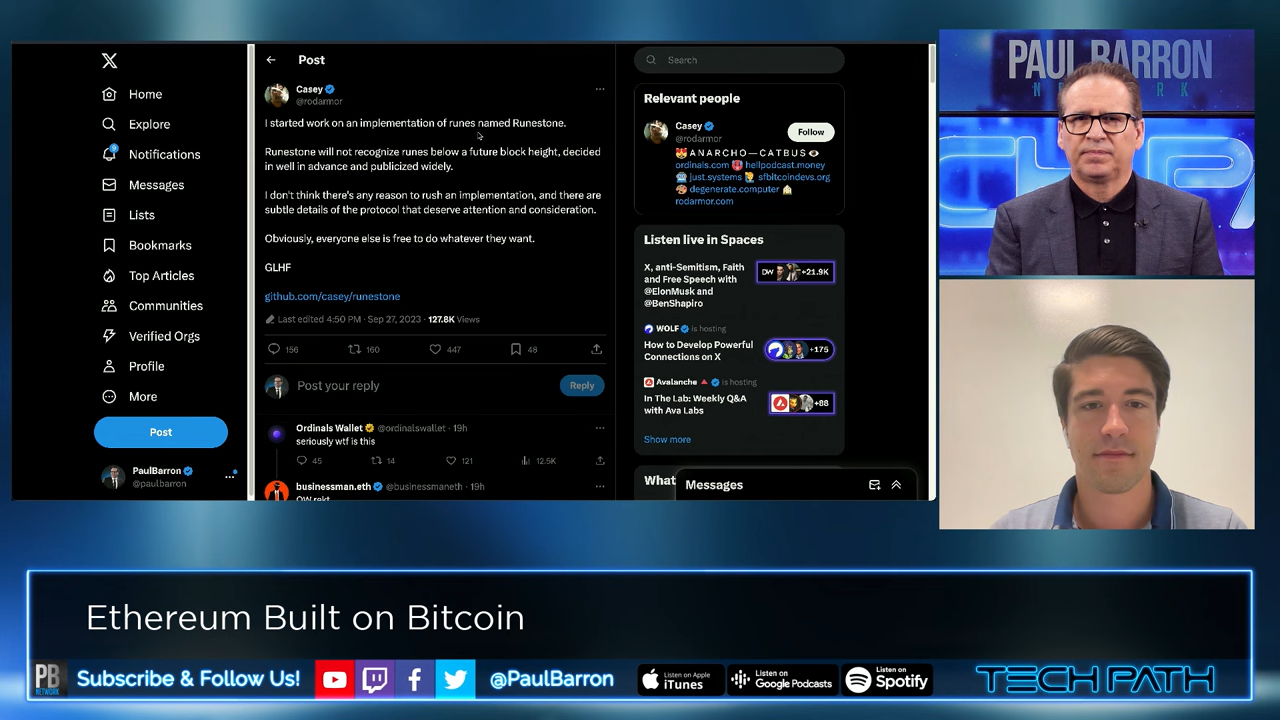 Home
Explore
Notifications
Messages
Lists
Bookmarks
Top Articles
Communities
Verified Orgs
Profile
More
Post
PaulBarron
@paulbarron
Post
Casey
@rodarmor
I started work on an implementation of runes named Runestone.
Runestone will not recognize runes below a future block height, decided
in well in advance and publicized widely.
I don't think there's any reason to rush an implementation, and there are
subtle details of the protocol that deserve attention and consideration.
Obviously, everyone else is free to do whatever they want.
GLHF
github.com/casey/runestone
Last edited 4:50 PM · Sep 27, 2023 · 127.8K Views
156 160 447 48
Post your reply
Reply
Ordinals Wallet @ordinalswallet · 19h
seriously wtf is this
45 14 121 12.5K
businessman.eth @businessmaneth · 19h
OW rekt
Search
Relevant people
Casey
@rodarmor
Follow
ANARCHO—CATBUS
ordinals.com hellpodcast.money
just.systems sfbitcoindevs.org
degenerate.computer
rodarmor.com
Listen live in Spaces
X, anti-Semitism, Faith
and Free Speech with
@ElonMusk and
@BenShapiro
DW +21.9K
WOLF is hosting
How to Develop Powerful
Connections on X
+175
Avalanche is hosting
In The Lab: Weekly Q&A
with Ava Labs
+88
Show more
What
Messages
PAUL BARRON
Ethereum Built on Bitcoin
PB
NETWORK
Subscribe & Follow Us!
@PaulBarron
Listen on Apple
iTunes
Listen on
Google Podcasts
Listen on
Spotify
TECH PATH